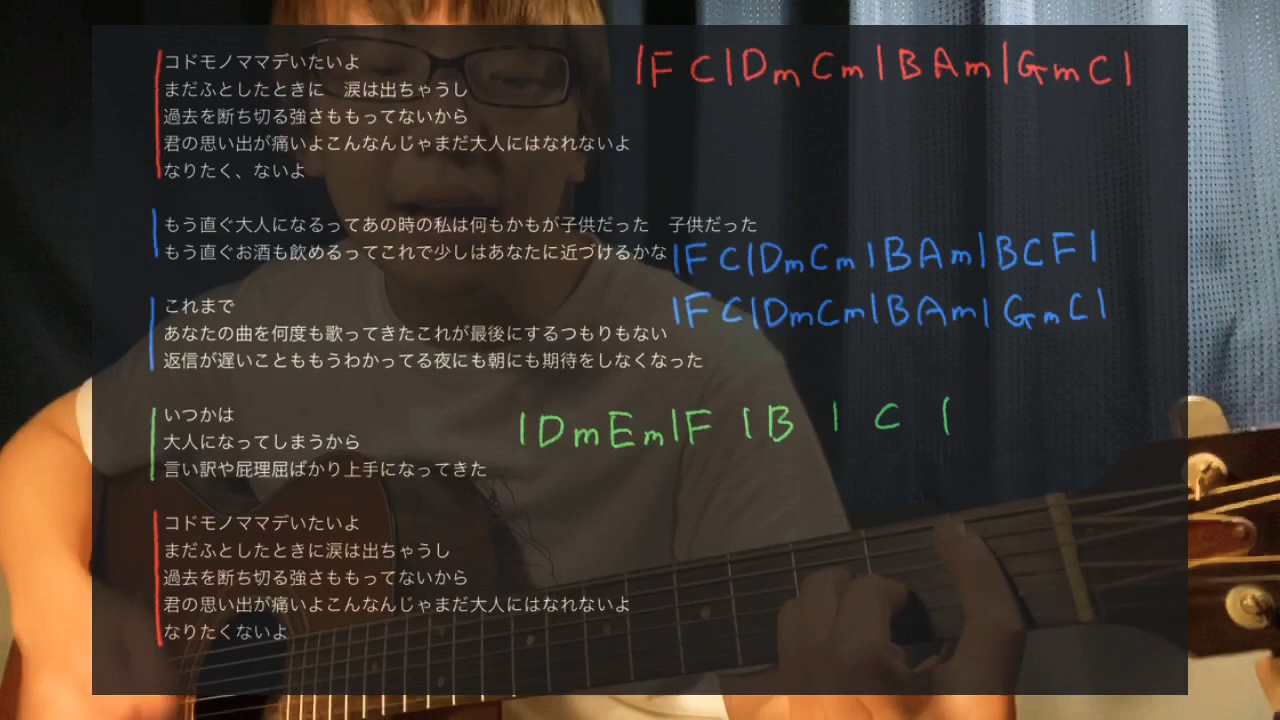 コドモノママデいたいよ |F C|Dm Cm|B Am|Gm C|
まだふとしたときに　涙は出ちゃうし
過去を断ち切る強さももってないから
君の思い出が痛いよこんなんじゃまだ大人にはなれないよ
なりたく、ないよ
もう直ぐ大人になるってあの時の私は何もかもが子供だった　子供だった
もう直ぐお酒も飲めるってこれで少しはあなたに近づけるかな |F C|Dm Cm|B Am|B C F|
これまで |F C|Dm Cm|B Am|Gm C|
あなたの曲を何度も歌ってきたこれが最後にするつもりもない
返信が遅いことももうわかってる夜にも朝にも期待をしなくなった
いつかは |Dm Em|F |B | C |
大人になってしまうから
言い訳や屁理屈ばかり上手になってきた
コドモノママデいたいよ
まだふとしたときに涙は出ちゃうし
過去を断ち切る強さももってないから
君の思い出が痛いよこんなんじゃまだ大人にはなれないよ
なりたくないよ